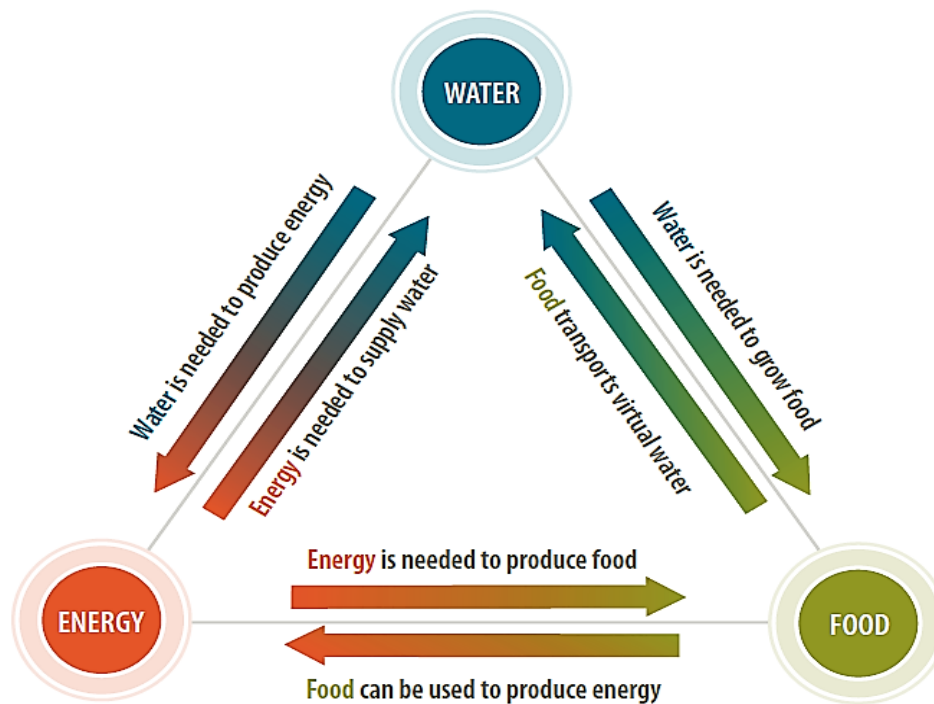 WATER
Water is needed to produce energy
Energy is needed to supply water
Food transports virtual water
Water is needed to grow food
Energy is needed to produce food
ENERGY
FOOD
Food can be used to produce energy